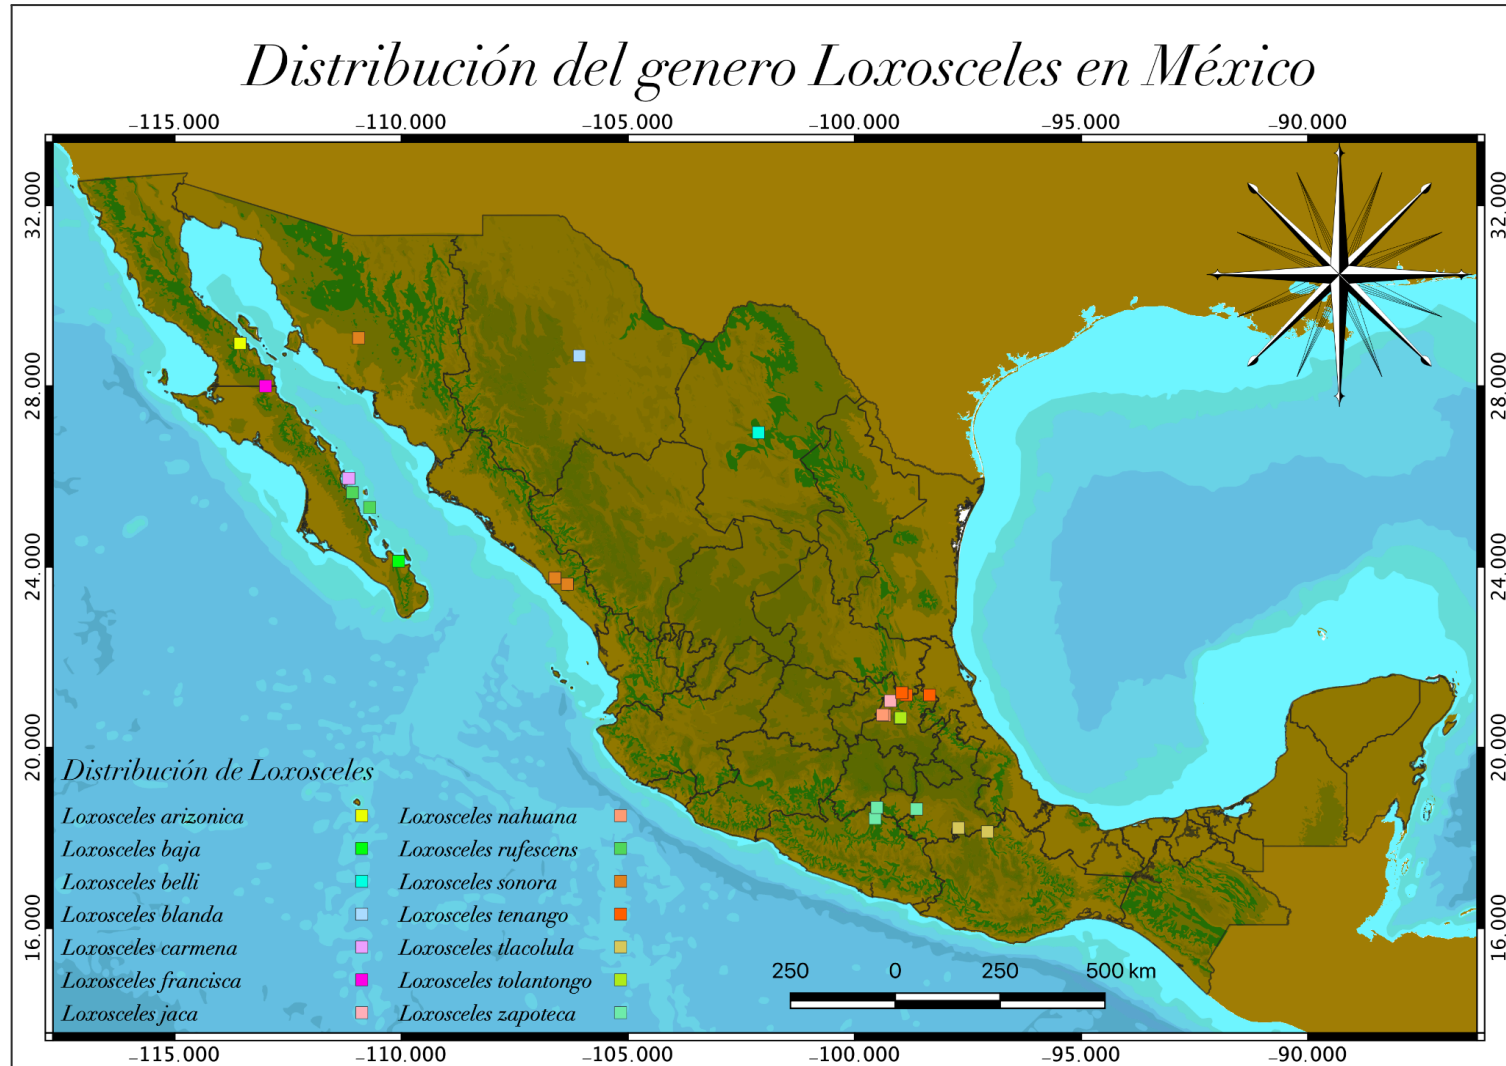 Distribución del genero Loxosceles en México
−115.000 −110.000 −105.000 −100.000 −95.000 −90.000
32.000 32.000
28.000 28.000
24.000 24.000
20.000 20.000
16.000 16.000
Distribución de Loxosceles
Loxosceles arizonica
Loxosceles baja
Loxosceles belli
Loxosceles blanda
Loxosceles carmena
Loxosceles francisca
Loxosceles jaca
Loxosceles nahuana
Loxosceles rufescens
Loxosceles sonora
Loxosceles tenango
Loxosceles tlacolula
Loxosceles tolantongo
Loxosceles zapoteca
250 0 250 500 km
−115.000 −110.000 −105.000 −100.000 −95.000 −90.000